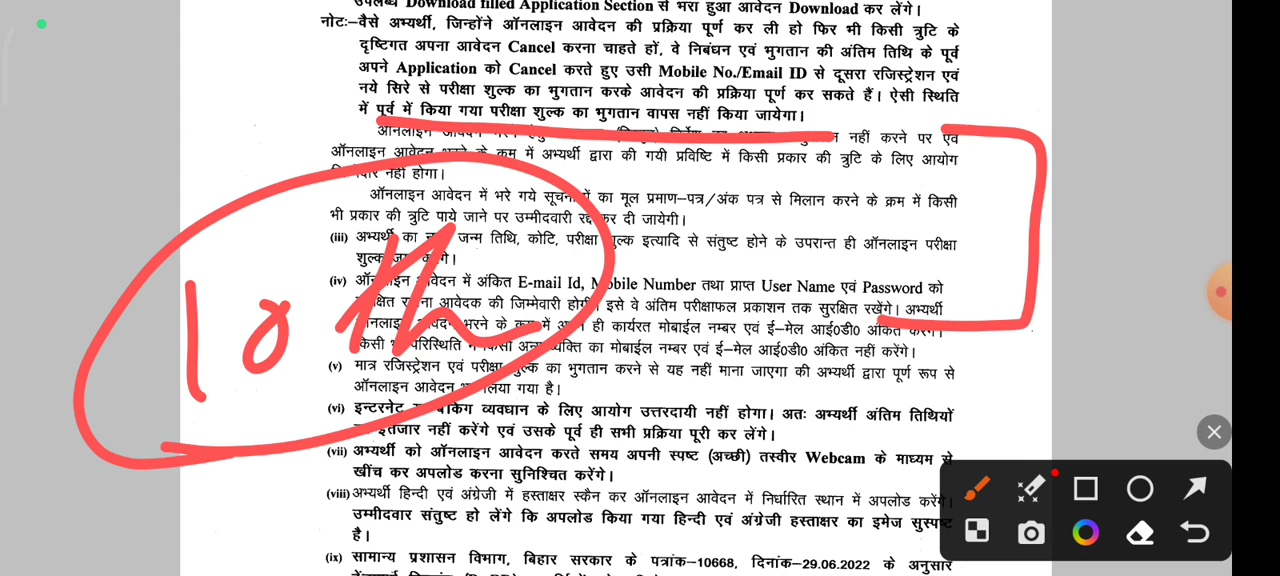 उपलब्ध Download filled Application Section से भरा हुआ आवेदन Download कर लेंगे।
नोटः–वैसे अभ्यर्थी, जिन्होंने ऑनलाइन आवेदन की प्रक्रिया पूर्ण कर ली हो फिर भी किसी त्रुटि के
दृष्टिगत अपना आवेदन Cancel करना चाहते हों, वे निबंधन एवं भुगतान की अंतिम तिथि के पूर्व
अपने Application को Cancel करते हुए उसी Mobile No./Email ID से दूसरा रजिस्ट्रेशन एवं
नये सिरे से परीक्षा शुल्क का भुगतान करके आवेदन की प्रक्रिया पूर्ण कर सकते हैं। ऐसी स्थिति
में पूर्व में किया गया परीक्षा शुल्क का भुगतान वापस नहीं किया जायेगा।
ऑनलाइन आवेदन नहीं करने पर एवं
ऑनलाइन आवेदन भरने के क्रम में अभ्यर्थी द्वारा की गयी प्रविष्टि में किसी प्रकार की त्रुटि के लिए आयोग
नहीं होगा।
ऑनलाइन आवेदन में भरे गये का मूल प्रमाण–पत्र/अंक पत्र से मिलान करने के क्रम में किसी
भी प्रकार की त्रुटि पाये जाने पर उम्मीदवारी रद्द कर दी जायेगी।
(iii) अभ्यर्थी का जन्म तिथि, कोटि, परीक्षा शुल्क इत्यादि से संतुष्ट होने के उपरान्त ही ऑनलाइन परीक्षा
शुल्क
(iv) ऑनलाइन आवेदन में अंकित E-mail Id, Mobile Number तथा प्राप्त User Name एवं Password को
आवेदक की जिम्मेवारी होगी। इसे वे अंतिम परीक्षाफल प्रकाशन तक सुरक्षित रखेंगे। अभ्यर्थी
भरने के क्रम में अपना ही कार्यरत मोबाईल नम्बर एवं ई–मेल आई0डी0 अंकित करेंगे।
किसी भी परिस्थिति में व्यक्ति का मोबाईल नम्बर एवं ई–मेल आई0डी0 अंकित नहीं करेंगे।
10th
(v) मात्र रजिस्ट्रेशन एवं परीक्षा शुल्क का भुगतान करने से यह नहीं माना जाएगा की अभ्यर्थी द्वारा पूर्ण रूप से
ऑनलाइन आवेदन लिया गया है।
(vi) इन्टरनेट व्यवधान के लिए आयोग उत्तरदायी नहीं होगा। अतः अभ्यर्थी अंतिम तिथियों
इंतजार नहीं करेंगे एवं उसके पूर्व ही सभी प्रक्रिया पूरी कर लेंगे।
(vii) अभ्यर्थी को ऑनलाइन आवेदन करते समय अपनी स्पष्ट (अच्छी) तस्वीर Webcam के माध्यम से
खींच कर अपलोड करना सुनिश्चित करेंगे।
(viii) अभ्यर्थी हिन्दी एवं अंग्रेजी में हस्ताक्षर स्कैन कर ऑनलाइन आवेदन में निर्धारित स्थान में अपलोड करेंगे।
उम्मीदवार संतुष्ट हो लेंगे कि अपलोड किया गया हिन्दी एवं अंग्रेजी हस्ताक्षर का इमेज सुस्पष्ट
है।
(ix) सामान्य प्रशासन विभाग, बिहार सरकार के पत्रांक–10668, दिनांक–29.06.2022 के अनुसार